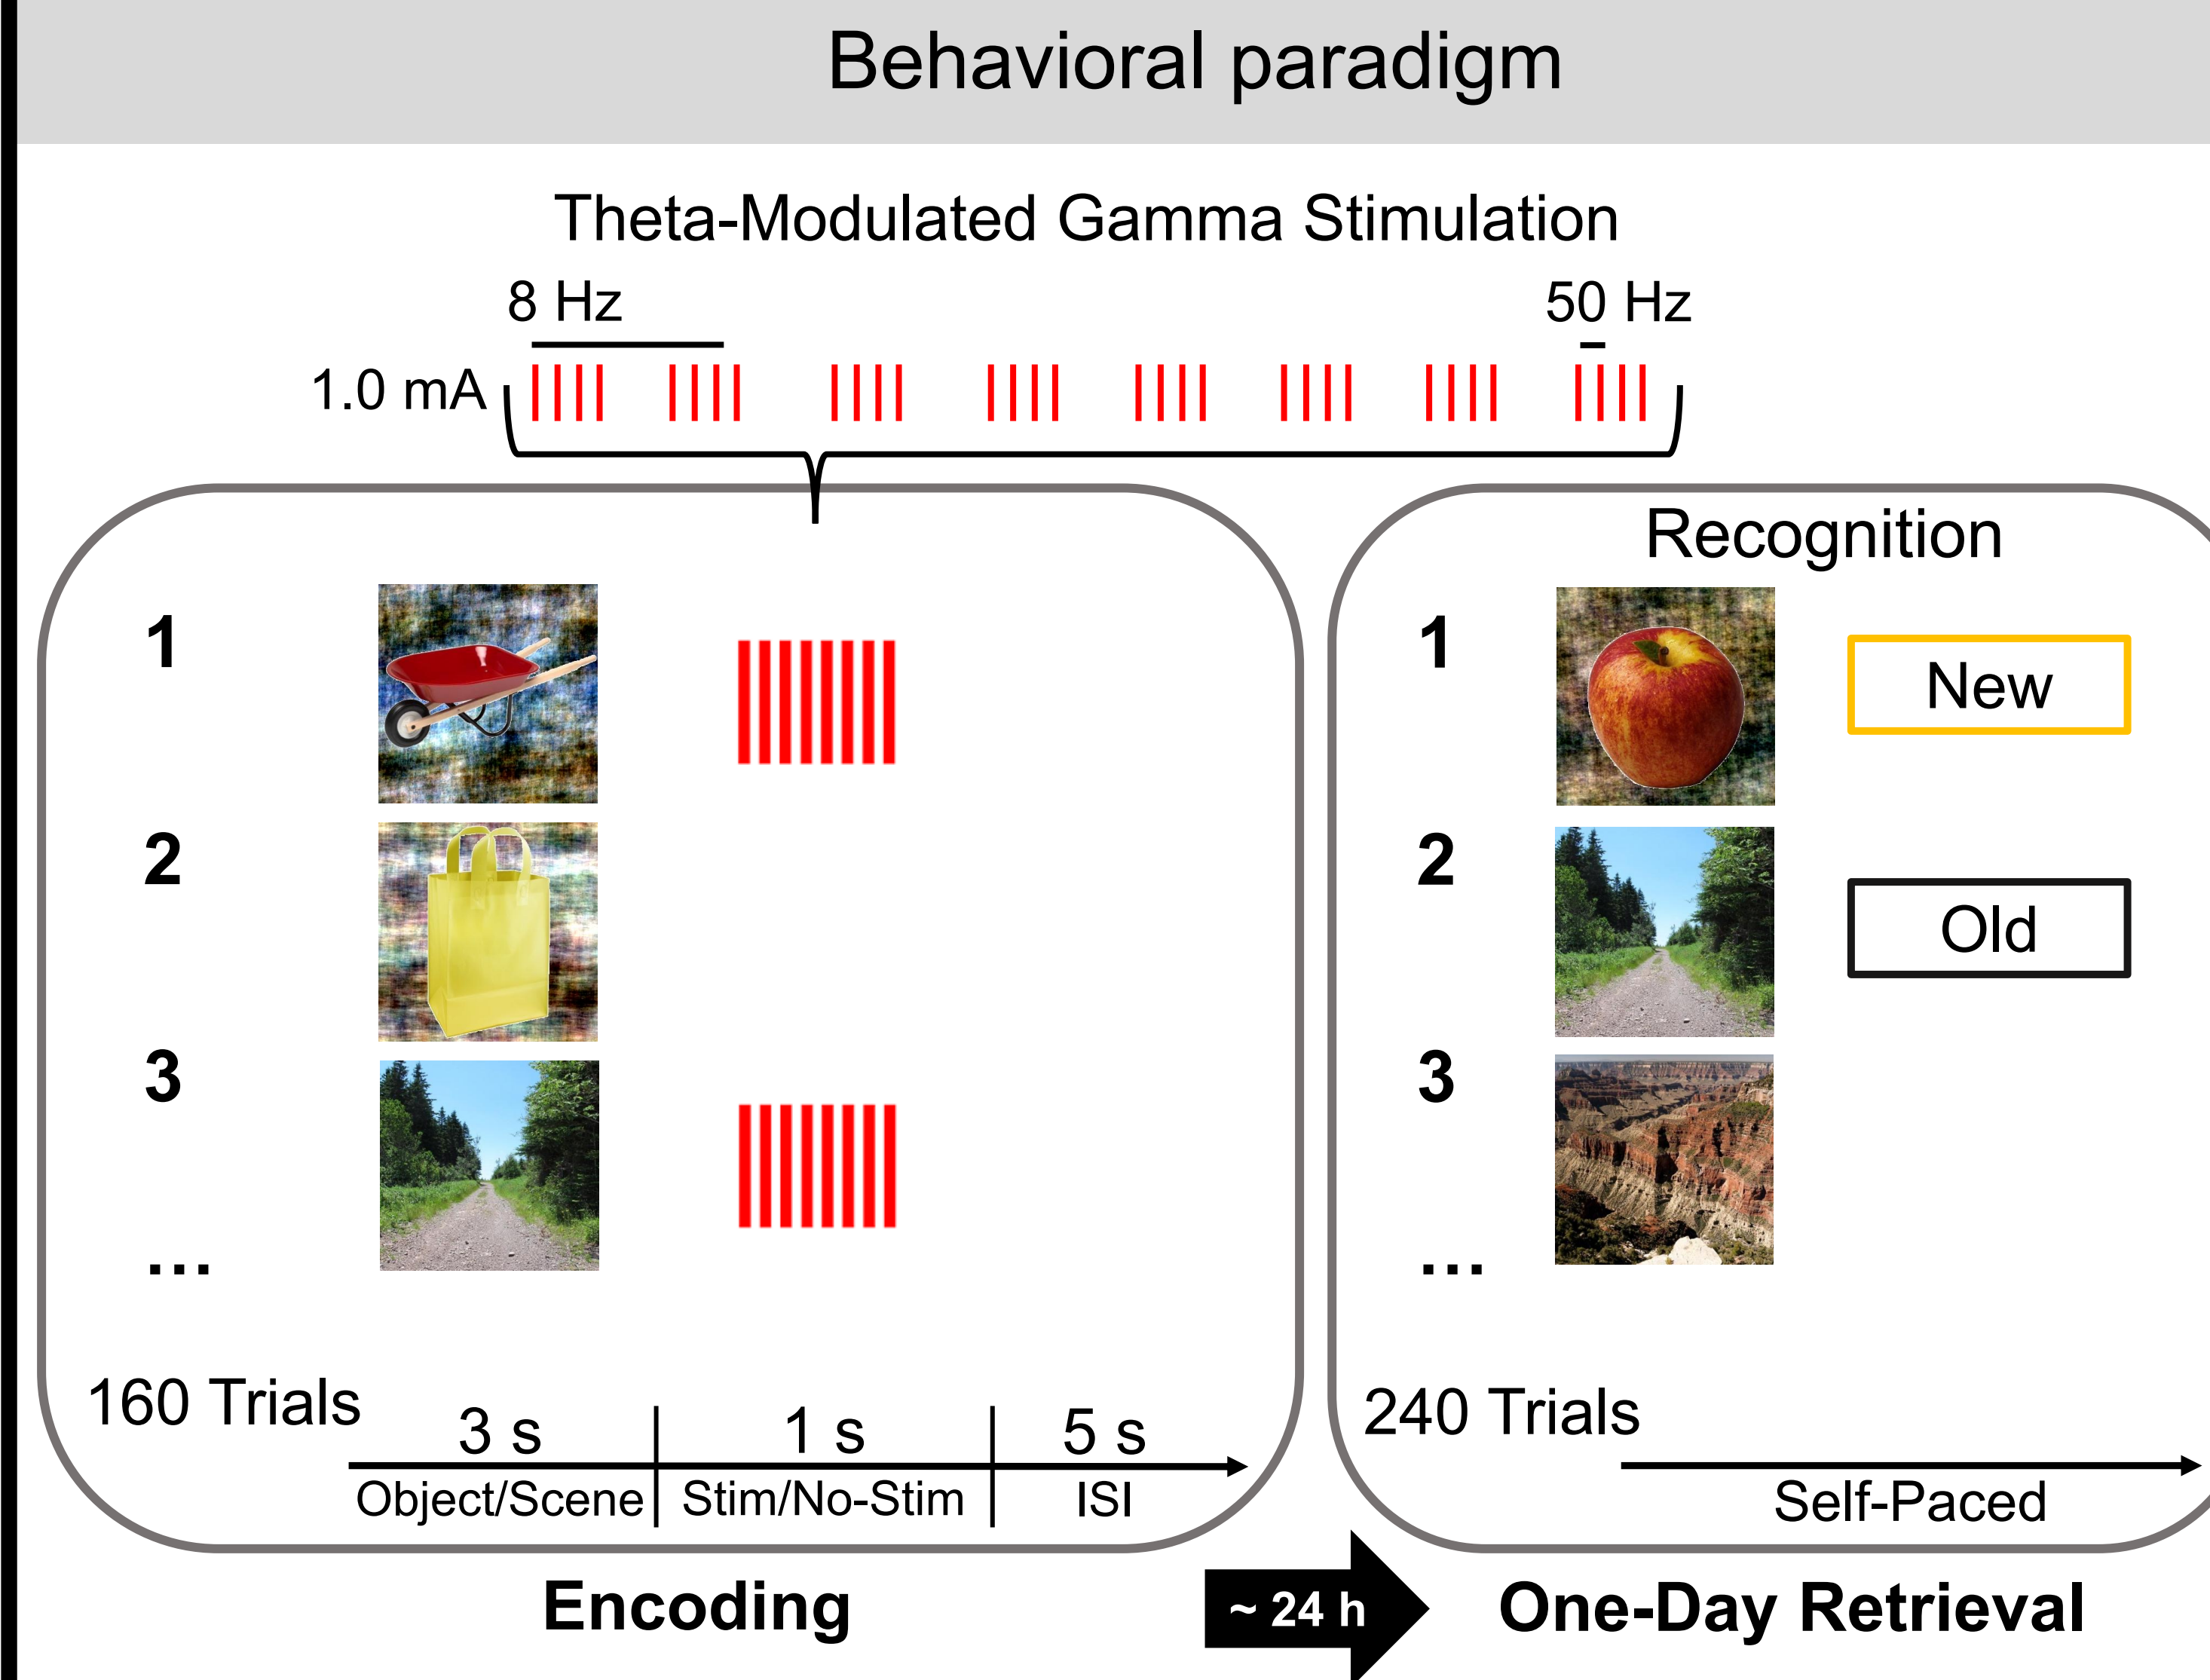 Behavioral paradigm
Theta-Modulated Gamma Stimulation
8 Hz
50 Hz
1.0 mA
1
2
3
...
160 Trials
3 s
1 s
5 s
Object/Scene
Stim/No-Stim
ISI
Encoding
~ 24 h
Recognition
1
New
2
Old
3
...
240 Trials
Self-Paced
One-Day Retrieval